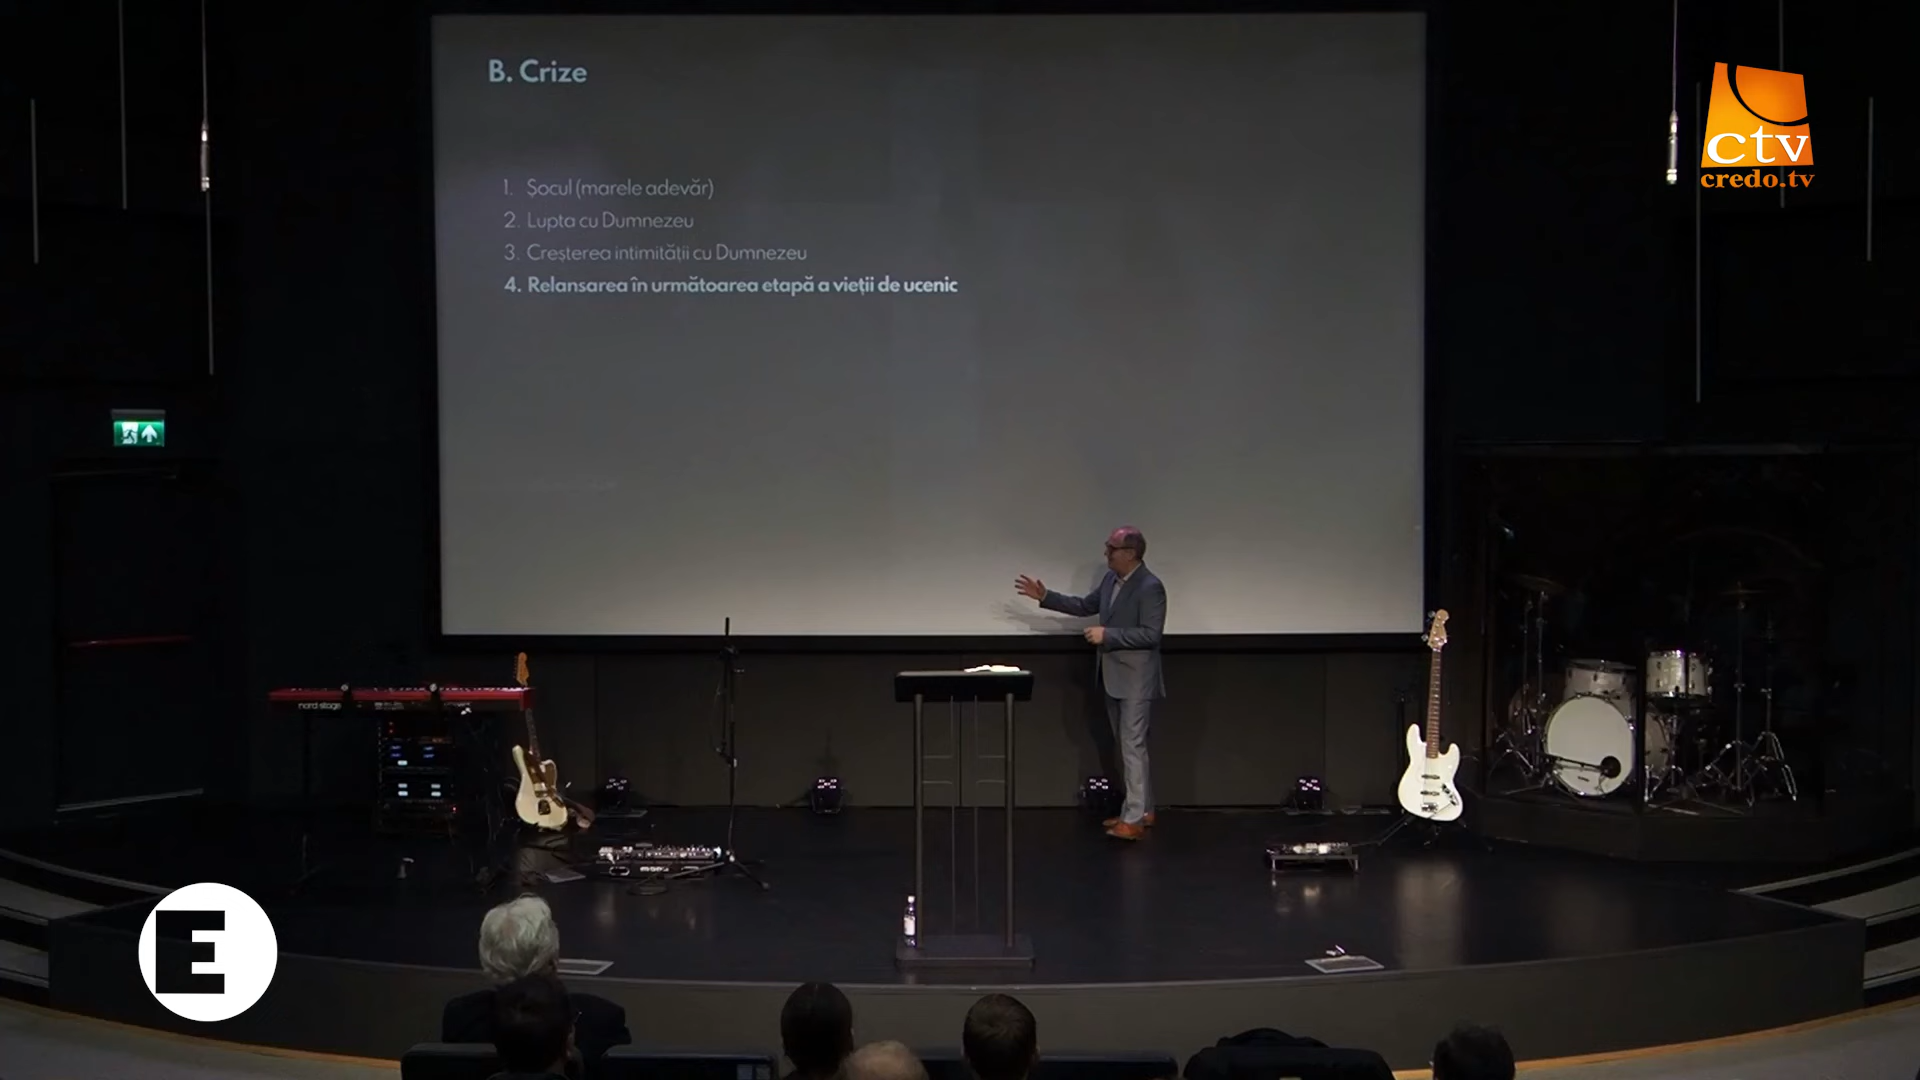 B. Crize
1. Șocul (marele adevăr)
2. Lupta cu Dumnezeu
3. Creșterea intimității cu Dumnezeu
4. Relansarea în următoarea etapă a vieții de ucenic
ctv
credo.tv
nord stage
E